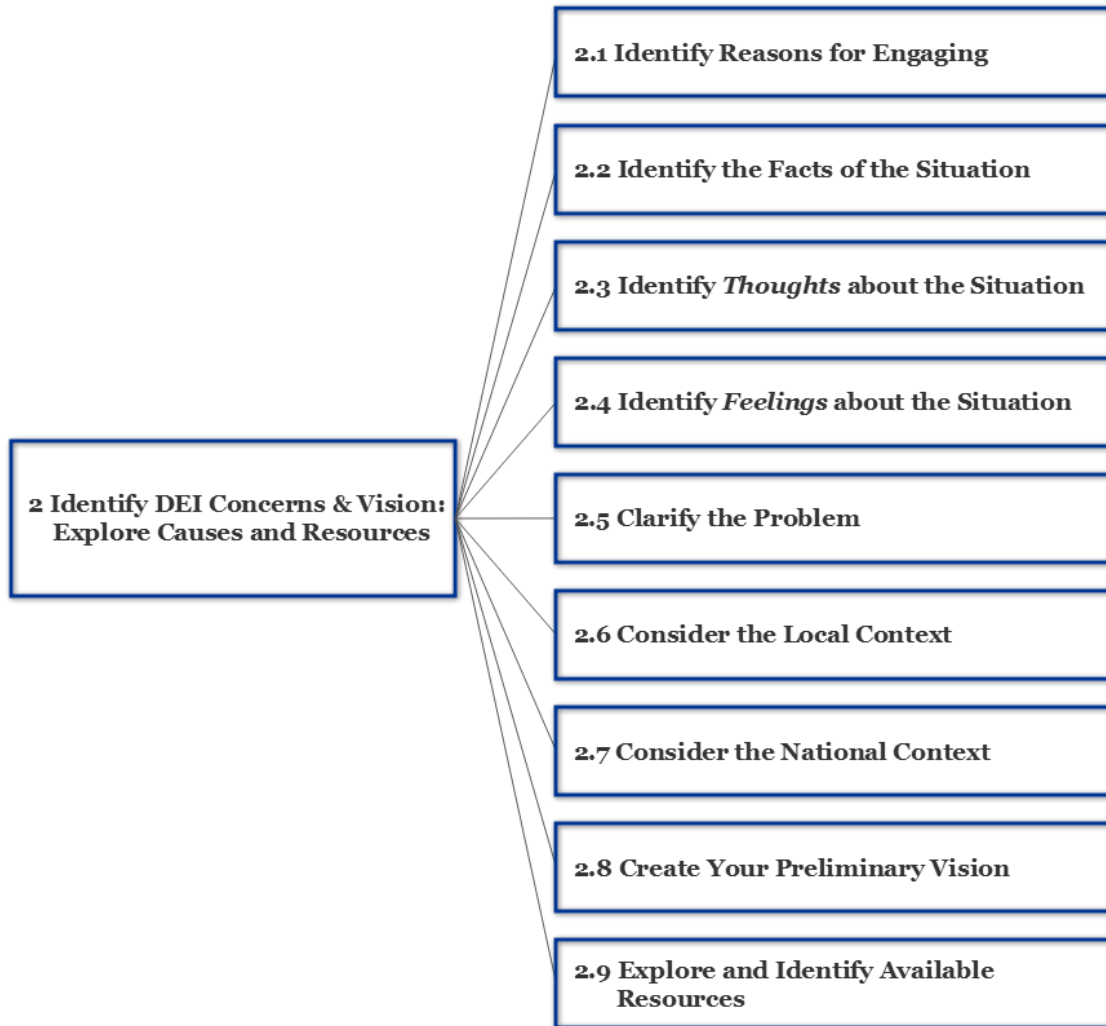 2.1 Identify Reasons for Engaging
2.2 Identify the Facts of the Situation
2.3 Identify Thoughts about the Situation
2.4 Identify Feelings about the Situation
2 Identify DEI Concerns & Vision:
Explore Causes and Resources
2.5 Clarify the Problem
2.6 Consider the Local Context
2.7 Consider the National Context
2.8 Create Your Preliminary Vision
2.9 Explore and Identify Available
Resources